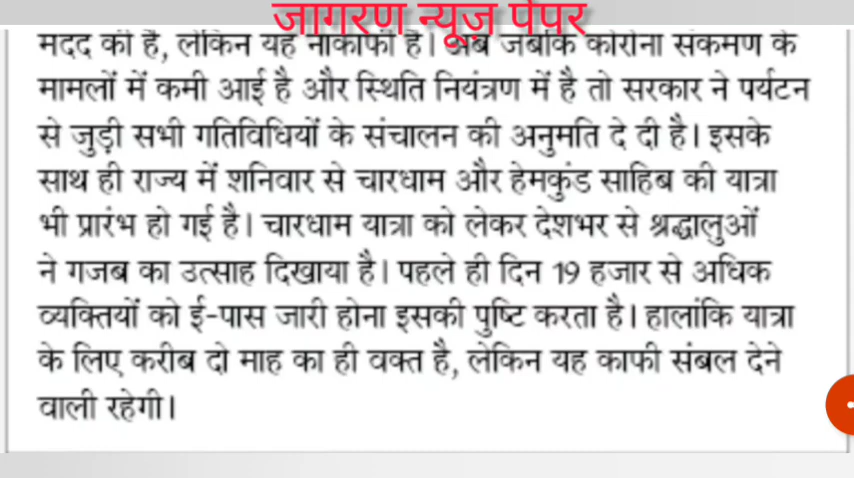 जागरण न्यूज़ पेपर
मदद की है, लेकिन यह नाकाफी है। अब जबकि कोरोना संकमण के
मामलों में कमी आई है और स्थिति नियंत्रण में है तो सरकार ने पर्यटन
से जुड़ी सभी गतिविधियों के संचालन की अनुमति दे दी है। इसके
साथ ही राज्य में शनिवार से चारधाम और हेमकुंड साहिब की यात्रा
भी प्रारंभ हो गई है। चारधाम यात्रा को लेकर देशभर से श्रद्धालुओं
ने गजब का उत्साह दिखाया है। पहले ही दिन 19 हजार से अधिक
व्यक्तियों को ई-पास जारी होना इसकी पुष्टि करता है। हालांकि यात्रा
के लिए करीब दो माह का ही वक्त है, लेकिन यह काफी संबल देने
वाली रहेगी।